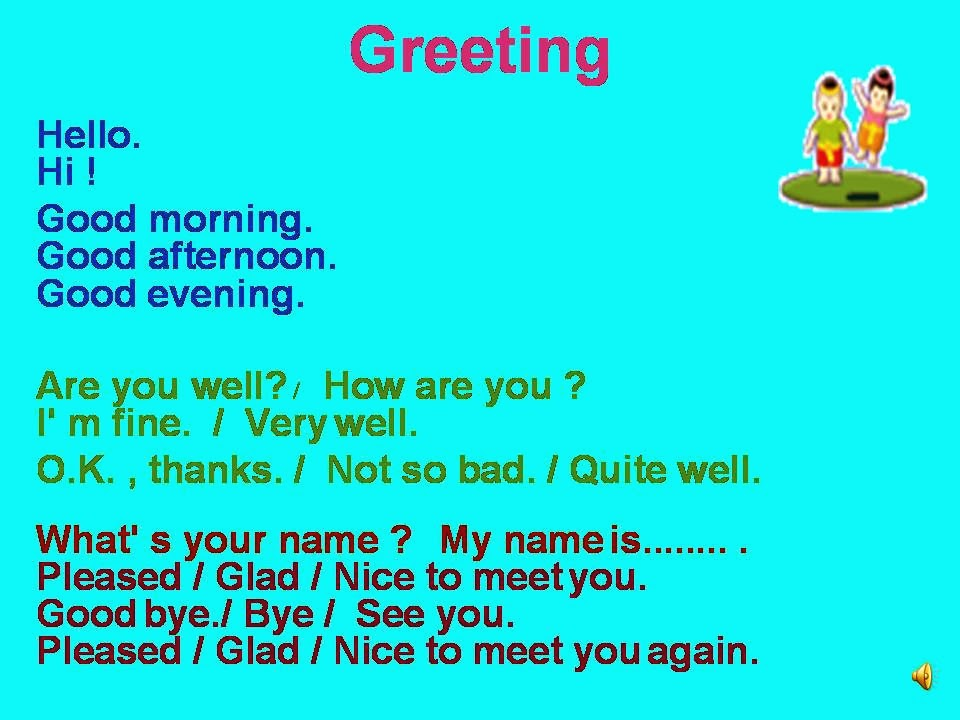 Greeting
Hello.
Hi !
Good morning.
Good afternoon.
Good evening.
Are you well? / How are you ?
I' m fine. / Very well.
O.K. , thanks. / Not so bad. / Quite well.
What' s your name ? My name is........ .
Pleased / Glad / Nice to meet you.
Good bye./ Bye / See you.
Pleased / Glad / Nice to meet you again.